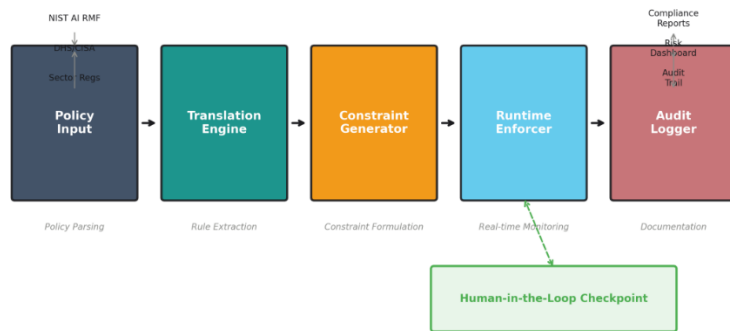 NIST AI RMF
DHS/CISA
Sector Regs
Compliance
Reports
Risk
Dashboard
Audit
Trail
Policy
Input
Translation
Engine
Constraint
Generator
Runtime
Enforcer
Audit
Logger
Policy Parsing
Rule Extraction
Constraint Formulation
Real-time Monitoring
Documentation
Human-in-the-Loop Checkpoint